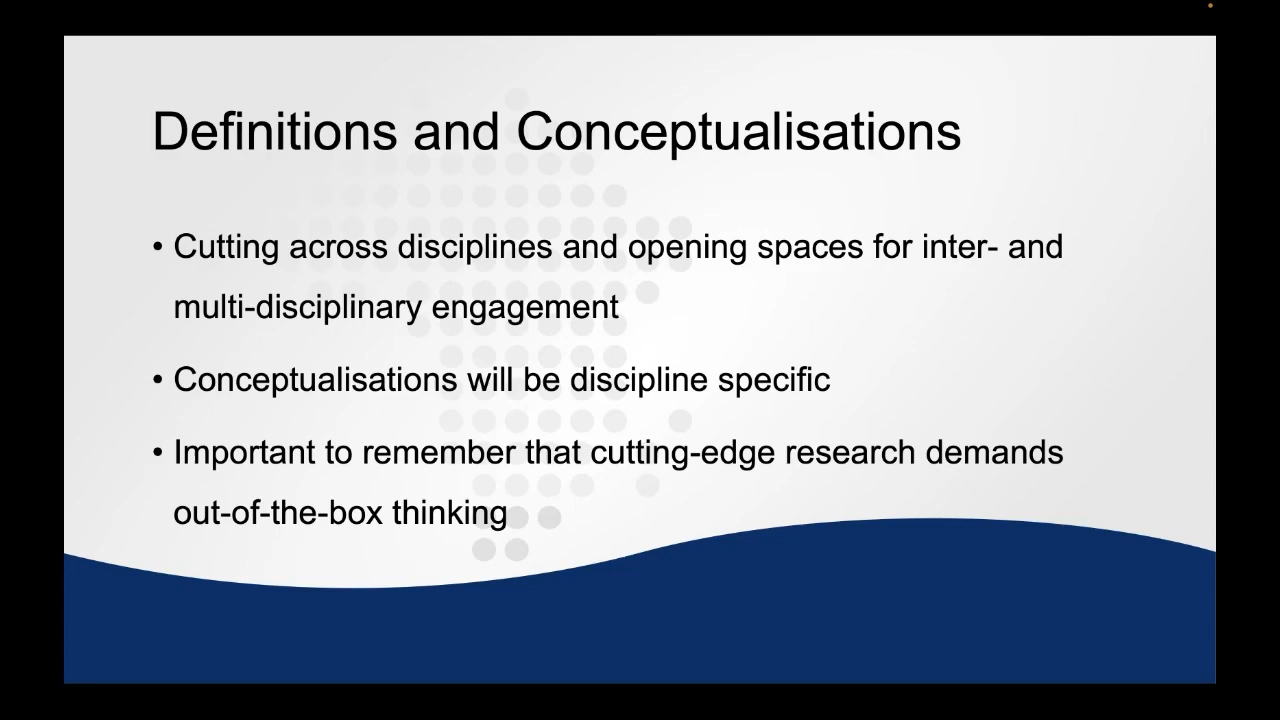 Definitions and Conceptualisations
• Cutting across disciplines and opening spaces for inter- and
multi-disciplinary engagement
• Conceptualisations will be discipline specific
• Important to remember that cutting-edge research demands
out-of-the-box thinking